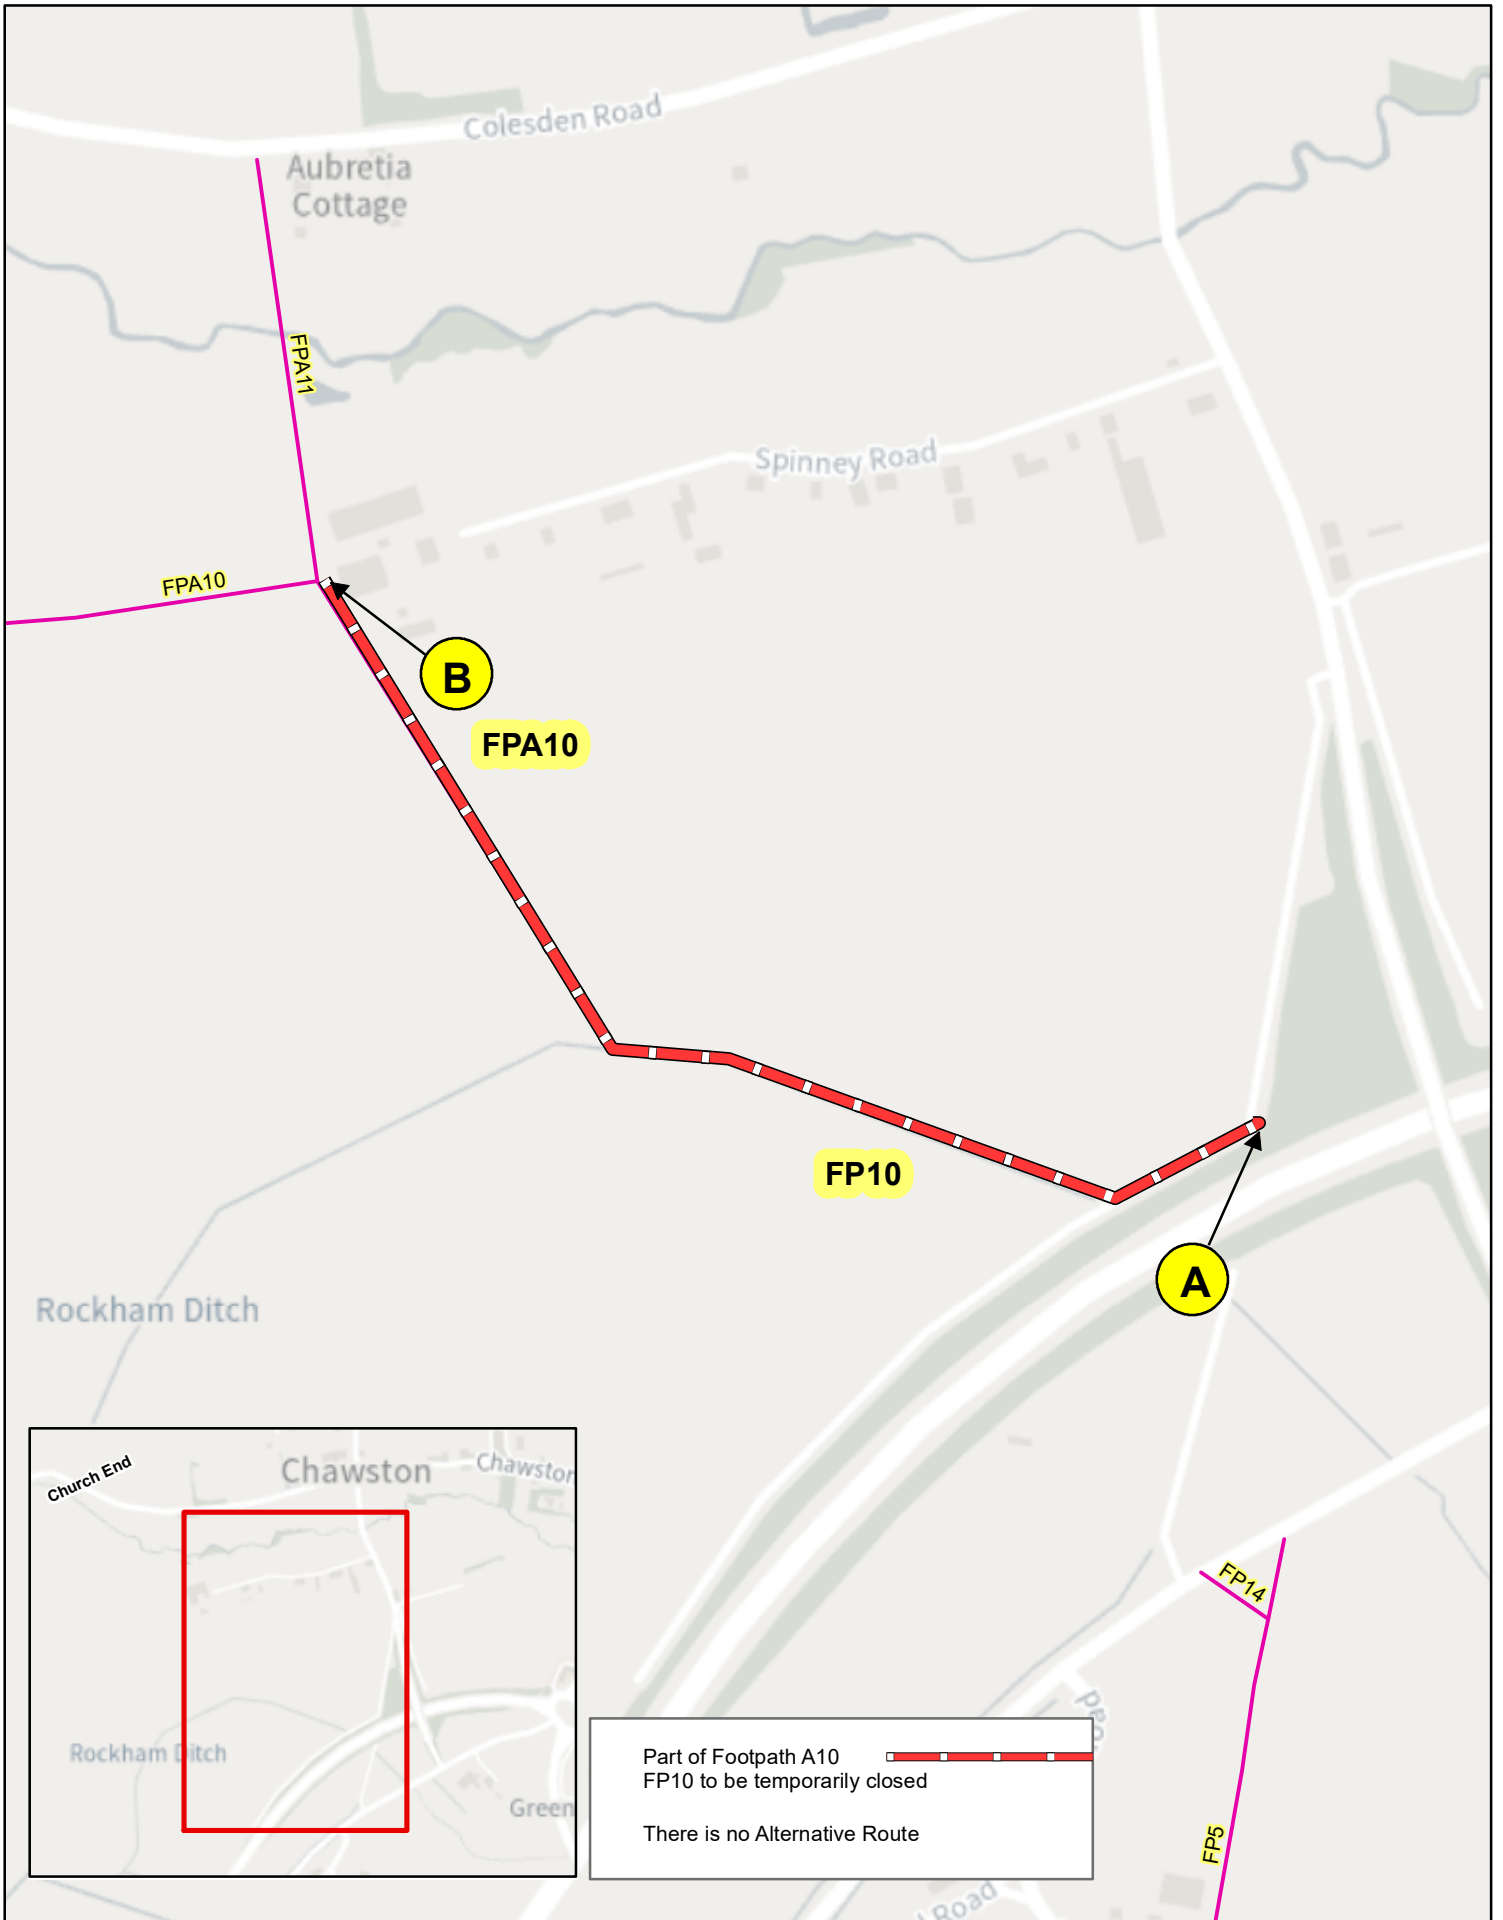 Colesden Road
Aubretia
Cottage
FPA11
Spinney Road
FPA10
B
FPA10
FP10
A
Rockham Ditch
Church End
Chawston
Chawston
Rockham Ditch
Green
FP14
Part of Footpath A10
FP10 to be temporarily closed
There is no Alternative Route
FP5
Road